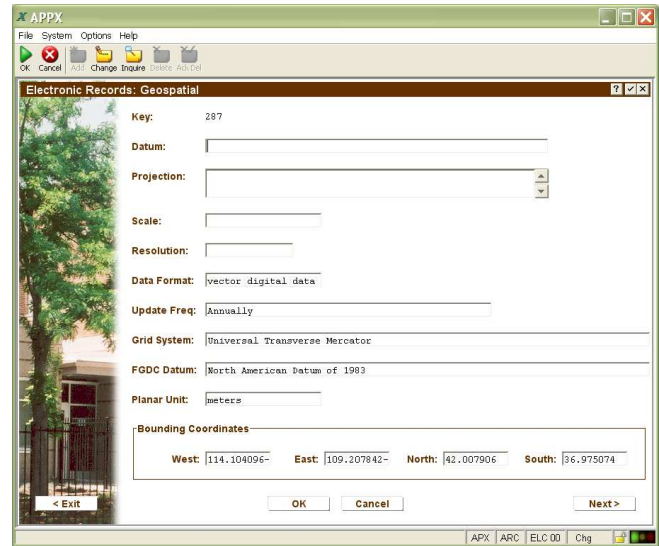 X APPX
File System Options Help
OK Cancel Add Change Inquire Delete Ack Del
Electronic Records: Geospatial
Key: 287
Datum:
Projection:
Scale:
Resolution:
Data Format: vector digital data
Update Freq: Annually
Grid System: Universal Transverse Mercator
FGDC Datum: North American Datum of 1983
Planar Unit: meters
Bounding Coordinates
West: 114.104096- East: 109.207842- North: 42.007906 South: 36.975074
< Exit OK Cancel Next >
APX ARC ELC 00 Chg